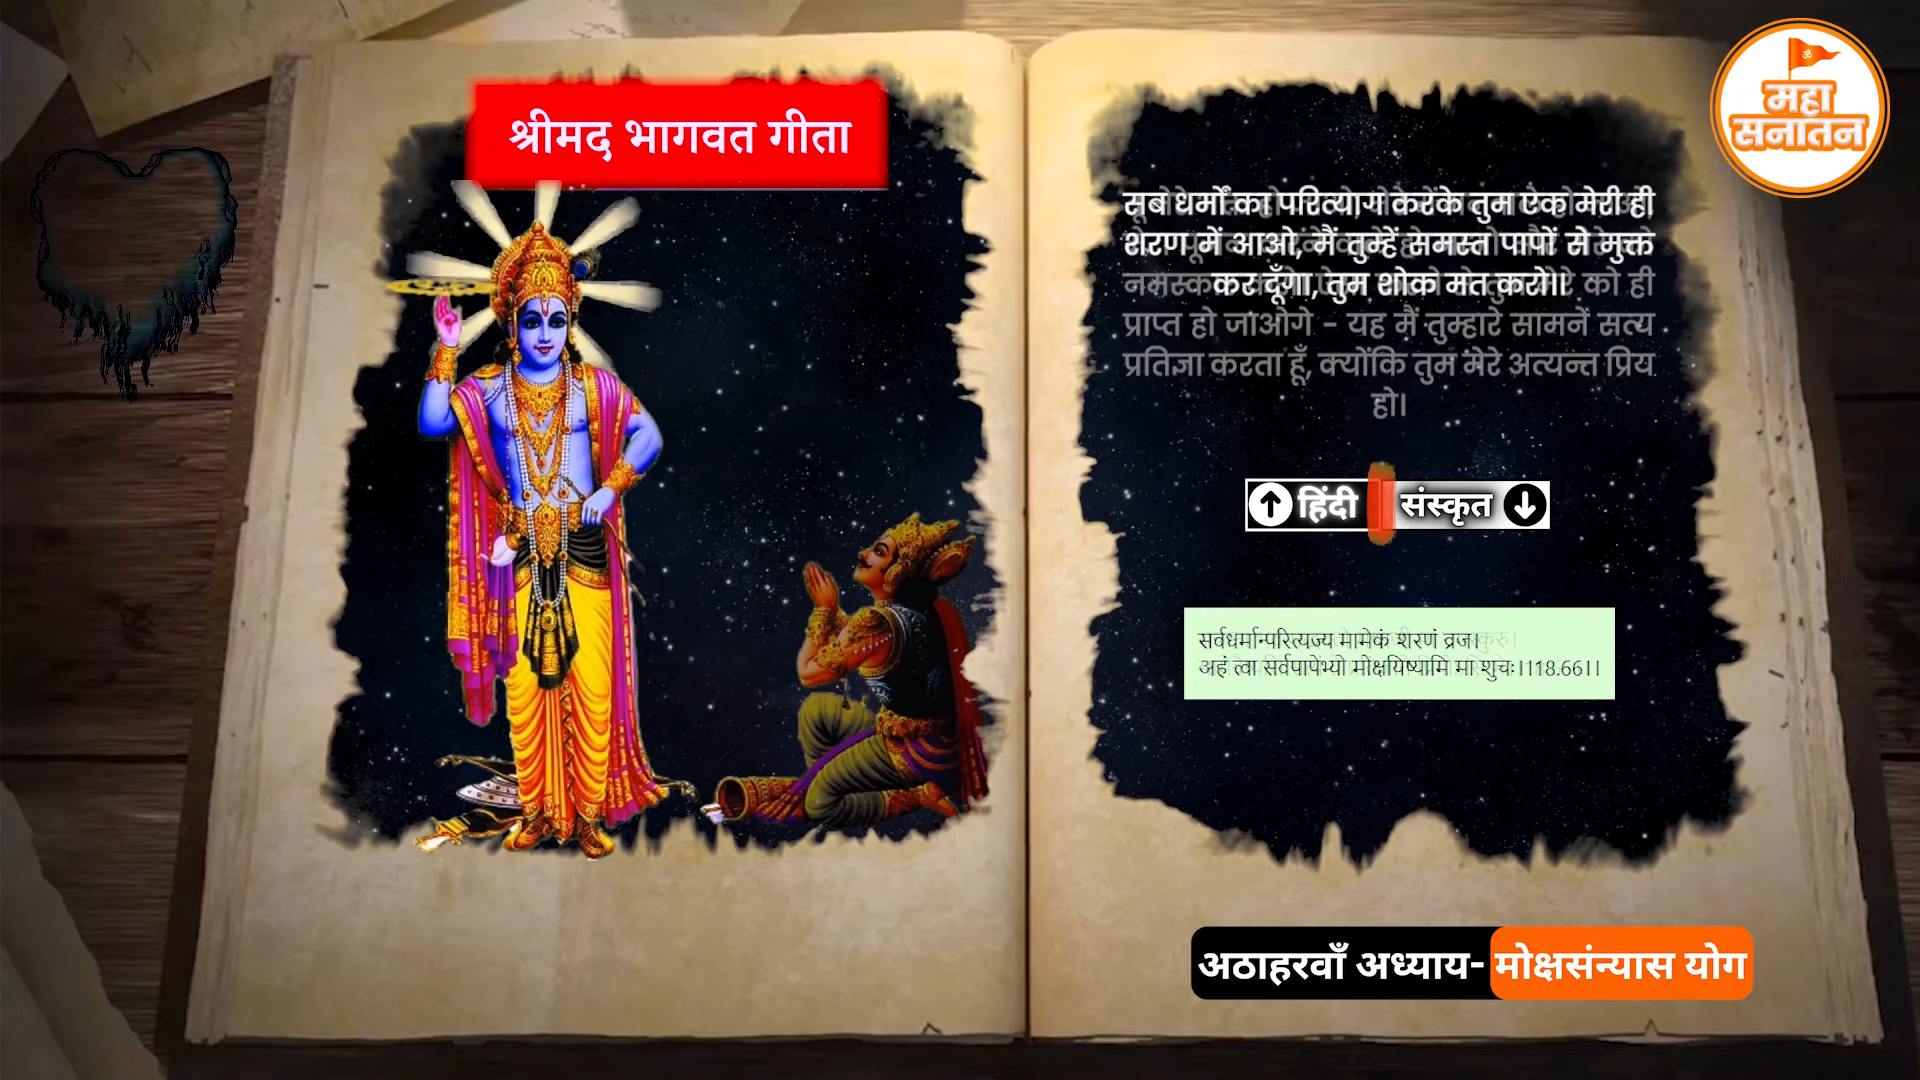 श्रीमद भागवत गीता
महा
सनातन
सब धर्मों का परित्याग करके तुम एक मेरी ही
शरण में आओ, मैं तुम्हें समस्त पापों से मुक्त
कर दूँगा, तुम शोक मत करो।।
प्राप्त हो जाओगे - यह मैं तुम्हारे सामने सत्य
प्रतिज्ञा करता हूँ, क्योंकि तुम मेरे अत्यन्त प्रिय
हो।
हिंदी संस्कृत
सर्वधर्मान्परित्यज्य मामेकं शरणं व्रज।
अहं त्वा सर्वपापेभ्यो मोक्षयिष्यामि मा शुचः।।18.66।।
अठाहरवाँ अध्याय- मोक्षसंन्यास योग